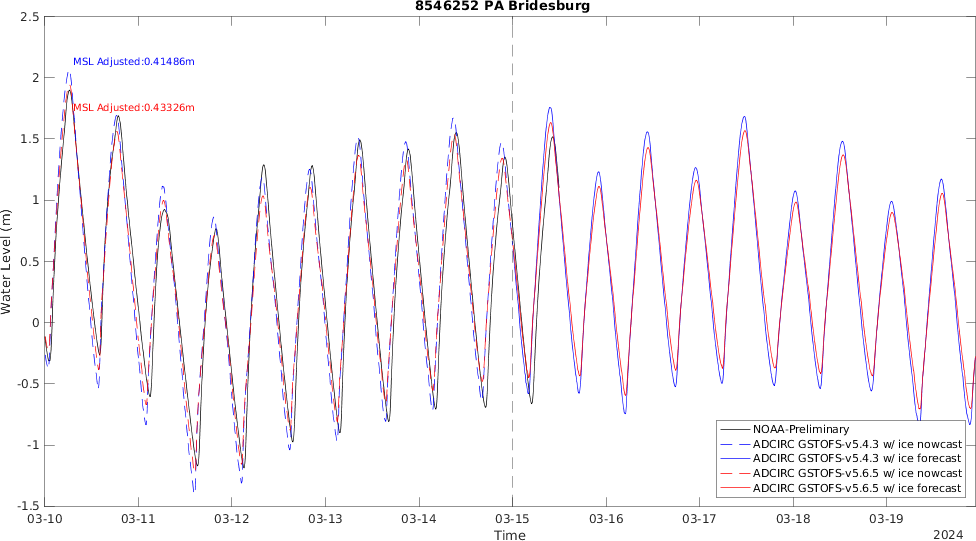 8546252 PA Bridesburg
MSL Adjusted:0.41486m
MSL Adjusted:0.43326m
Water Level (m)
2.5
2
1.5
1
0.5
0
-0.5
-1
-1.5
NOAA-Preliminary
ADCIRC GSTOFS-v5.4.3 w/ ice nowcast
ADCIRC GSTOFS-v5.4.3 w/ ice forecast
ADCIRC GSTOFS-v5.6.5 w/ ice nowcast
ADCIRC GSTOFS-v5.6.5 w/ ice forecast
03-10 03-11 03-12 03-13 03-14 03-15 03-16 03-17 03-18 03-19
Time
2024